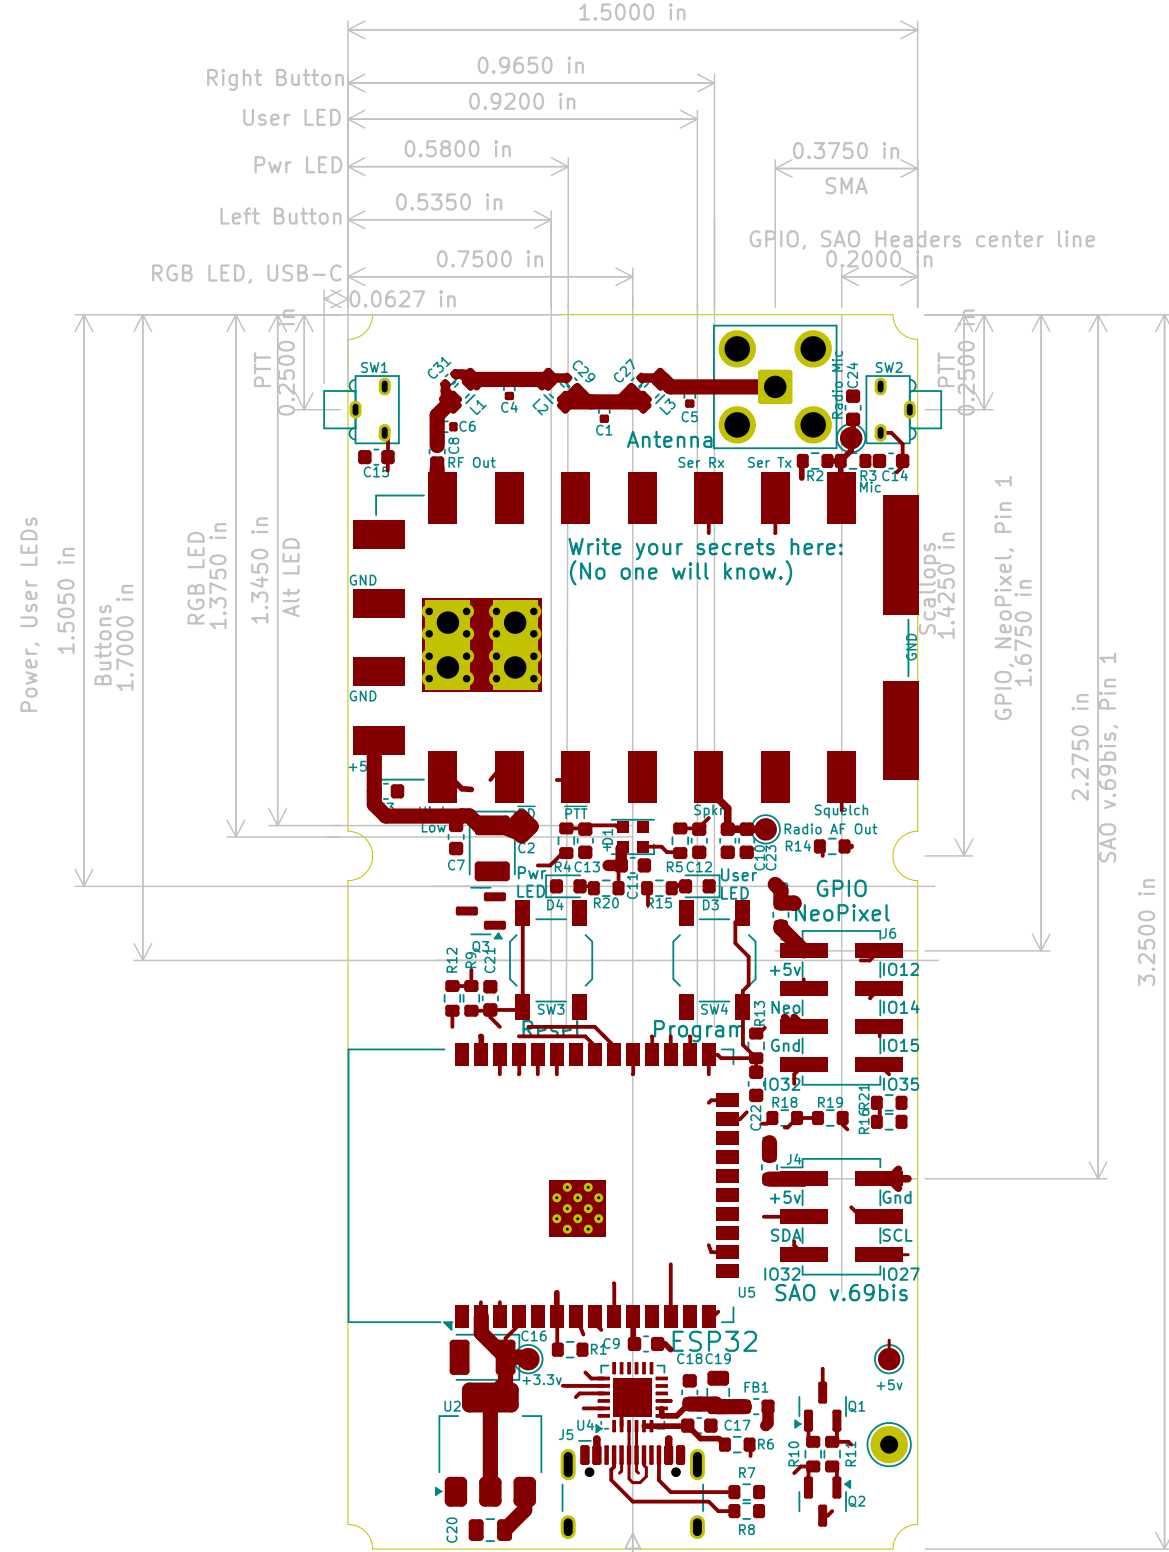 1.5000 in
0.9650 in
Right Button
0.9200 in
User LED
0.5800 in
Pwr LED
0.3750 in
SMA
0.5350 in
Left Button
GPIO, SAO Headers center line
0.7500 in
0.2000 in
RGB LED, USB-C
0.0627 in
PTT
0.2500 in
PTT
0.2500 in
SW1
C31
C29
C27
Radio Mic
C24
SW2
L1
C4
L2
C1
L3
C5
C6
C8
Antenna
C15
RF Out
Ser Rx
Ser Tx
R2
R3
C14
Mic
Write your secrets here:
(No one will know.)
GND
GND
GND
Power, User LEDs
1.5050 in
Buttons
1.7000 in
RGB LED
1.3750 in
1.3450 in
Alt LED
Scallops
1.4250 in
GPIO, NeoPixel, Pin 1
1.6750 in
2.2750 in
SAO v.69bis, Pin 1
3.2500 in
+5
Low
PTT
Spkr
Squelch
Radio AF Out
D1
C7
C2
R4
C13
C11
R5
C12
C10
C23
R14
Pwr
LED
User
LED
D4
R20
R15
D3
GPIO
NeoPixel
Q3
J6
R12
R9
C21
+5v
IO12
SW3
SW4
Neo
IO14
Reset
Program
R13
Gnd
IO15
IO32
IO35
C22
R18
R19
R21
R16
J4
+5v
Gnd
SDA
SCL
IO32
IO27
U5
SAO v.69bis
C16
R1
C9
ESP32
+3.3v
C18
C19
FB1
+5v
U2
U4
C17
Q1
J5
R6
R10
R11
R7
Q2
C20
R8